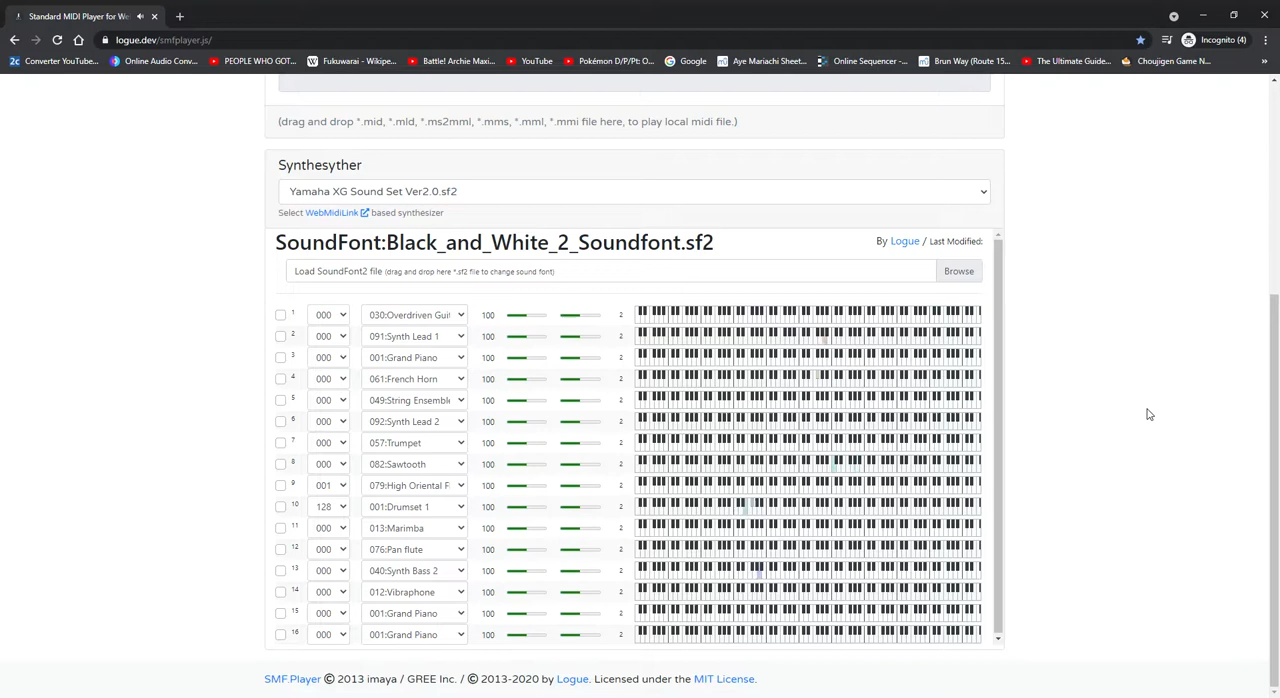 Standard MIDI Player for We
Incognito (4)
logue.dev/smfplayer.js/
Converter YouTube...
Online Audio Conv...
PEOPLE WHO GOT...
Fukuwarai - Wikipe...
Battle! Archie Maxi...
YouTube
Pokémon D/P/Pt: O...
Google
Aye Mariachi Sheet...
Online Sequencer -...
Brun Way (Route 15...
The Ultimate Guide...
Choujigen Game N...
(drag and drop *.mid, *.mld, *.ms2mml, *.mms, *.mml, *.mmi file here, to play local midi file.)
Synthesyther
Yamaha XG Sound Set Ver2.0.sf2
Select WebMidiLink based synthesizer
SoundFont:Black_and_White_2_Soundfont.sf2
By Logue / Last Modified:
Load SoundFont2 file (drag and drop here *.sf2 file to change sound font)
Browse
1 000 030:Overdriven Guit 100 2
2 000 091:Synth Lead 1 100 2
3 000 001:Grand Piano 100 2
4 000 061:French Horn 100 2
5 000 049:String Ensemble 100 2
6 000 092:Synth Lead 2 100 2
7 000 057:Trumpet 100 2
8 000 082:Sawtooth 100 2
9 001 079:High Oriental F 100 2
10 128 001:Drumset 1 100 2
11 000 013:Marimba 100 2
12 000 076:Pan flute 100 2
13 000 040:Synth Bass 2 100 2
14 000 012:Vibraphone 100 2
15 000 001:Grand Piano 100 2
16 000 001:Grand Piano 100 2
SMF.Player © 2013 imaya / GREE Inc. / © 2013-2020 by Logue. Licensed under the MIT License.